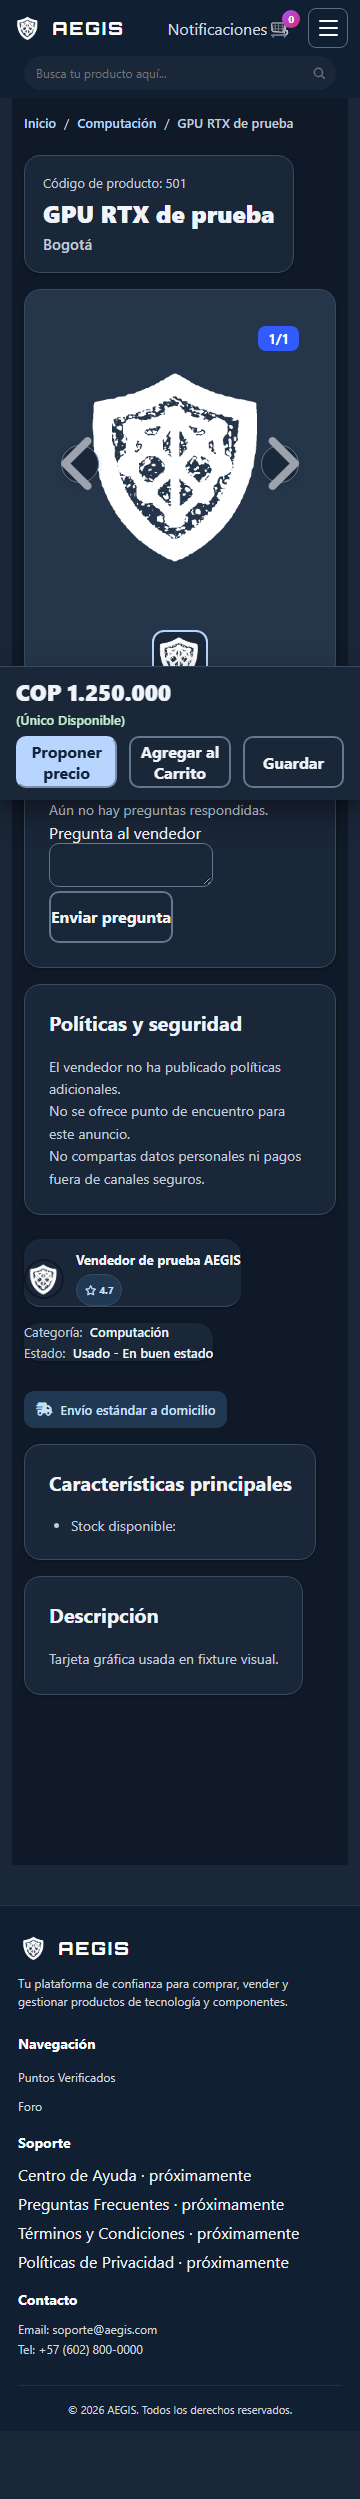 AEGIS
Notificaciones
0
Busca tu producto aquí...
Inicio / Computación / GPU RTX de prueba
Código de producto: 501
GPU RTX de prueba
Bogotá
1/1
COP 1.250.000
(Único Disponible)
Proponer
precio
Agregar al
Carrito
Guardar
Aún no hay preguntas respondidas.
Pregunta al vendedor
Enviar pregunta
Políticas y seguridad
El vendedor no ha publicado políticas
adicionales.
No se ofrece punto de encuentro para
este anuncio.
No compartas datos personales ni pagos
fuera de canales seguros.
Vendedor de prueba AEGIS
4.7
Categoría: Computación
Estado: Usado - En buen estado
Envío estándar a domicilio
Características principales
• Stock disponible:
Descripción
Tarjeta gráfica usada en fixture visual.
AEGIS
Tu plataforma de confianza para comprar, vender y
gestionar productos de tecnología y componentes.
Navegación
Puntos Verificados
Foro
Soporte
Centro de Ayuda · próximamente
Preguntas Frecuentes · próximamente
Términos y Condiciones · próximamente
Políticas de Privacidad · próximamente
Contacto
Email: soporte@aegis.com
Tel: +57 (602) 800-0000
© 2026 AEGIS. Todos los derechos reservados.